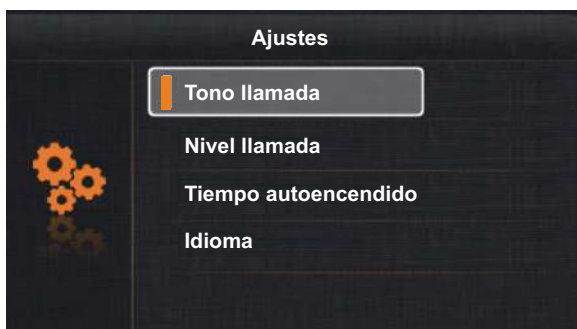 Ajustes
Tono llamada
Nivel llamada
Tiempo autoencendido
Idioma